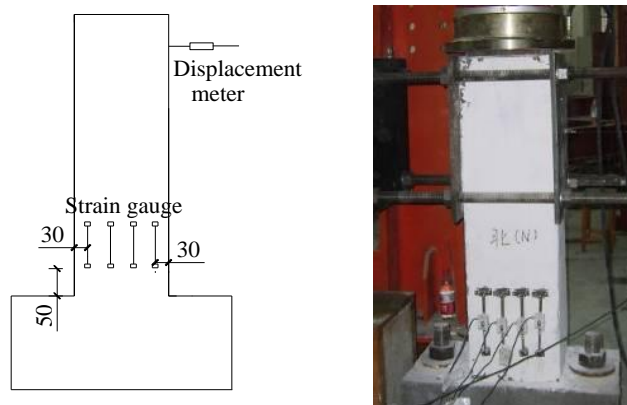 Displacement
meter
Strain gauge
30
30
50
北(N)